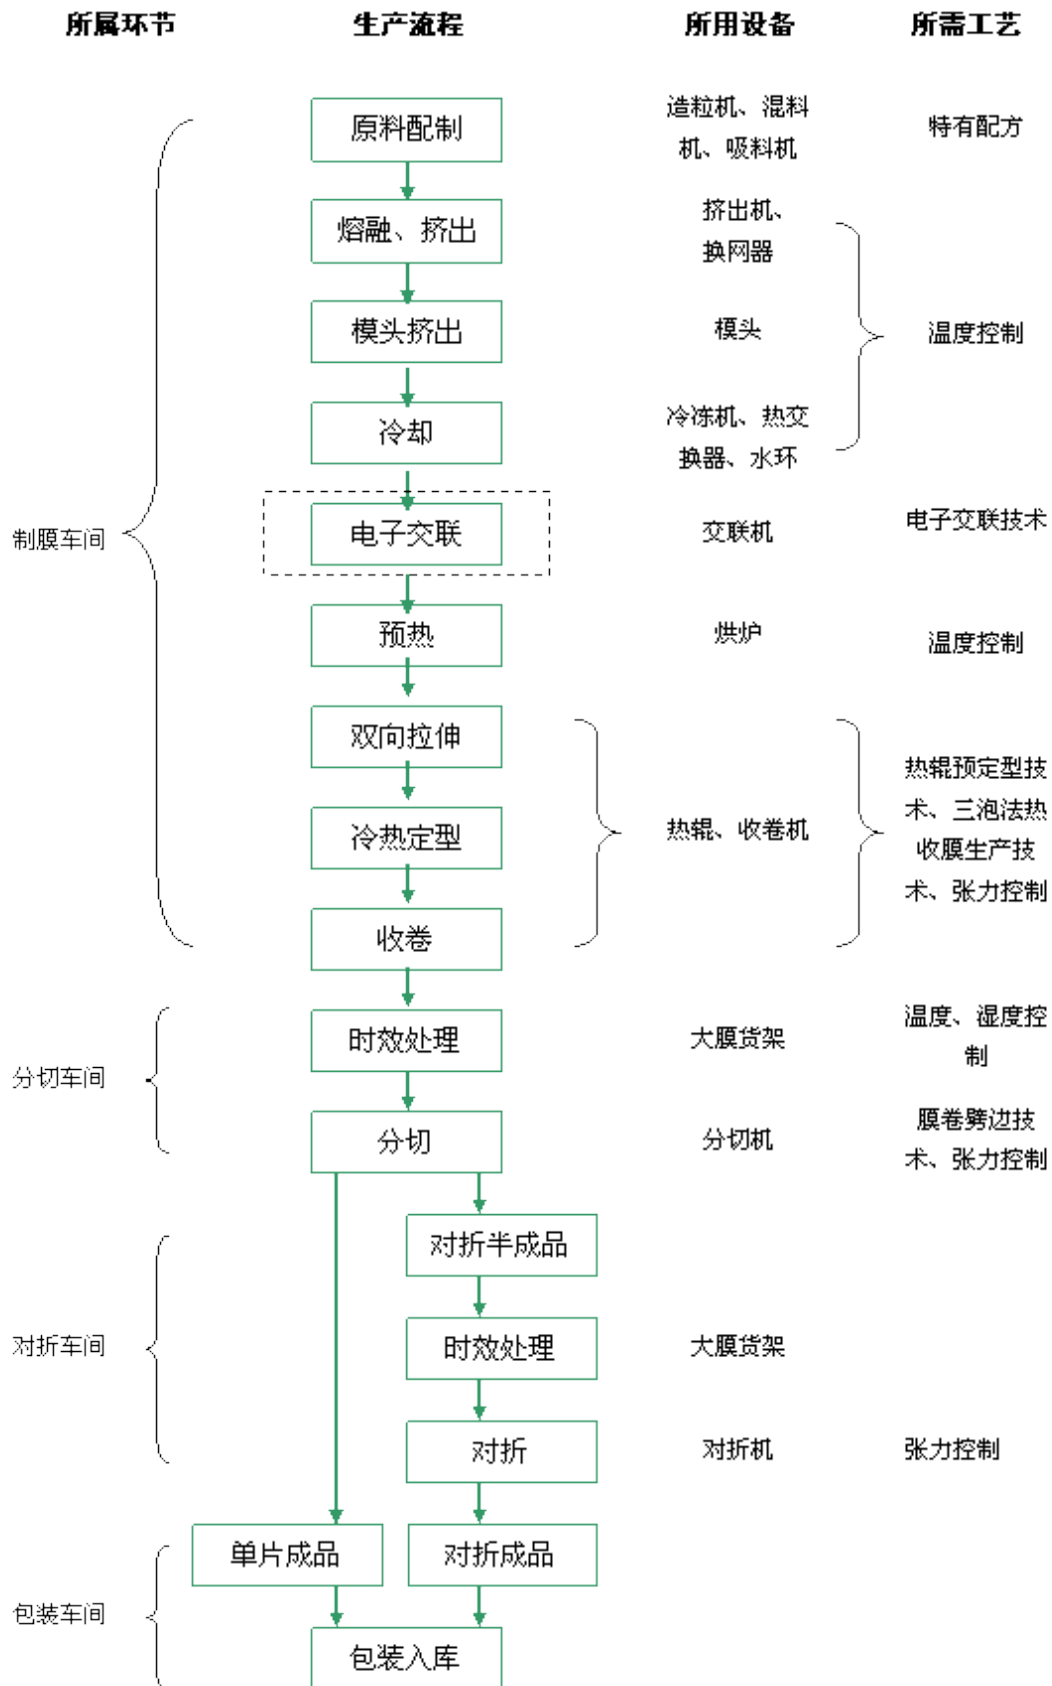 所属环节 生产流程 所用设备 所需工艺
原料配制
造粒机、混料
机、吸料机
特有配方
熔融、挤出
挤出机、
换网器
模头挤出
模头
温度控制
冷却
冷冻机、热交
换器、水环
制膜车间
电子交联
交联机
电子交联技术
预热
烘炉
温度控制
双向拉伸
冷热定型
热辊、收卷机
热辊预定型技
术、三泡法热
收膜生产技
术、张力控制
收卷
分切车间
时效处理
大膜货架
温度、湿度控
制
分切
分切机
膜卷劈边技
术、张力控制
对折车间
对折半成品
时效处理
大膜货架
对折
对折机
张力控制
单片成品
对折成品
包装车间
包装入库